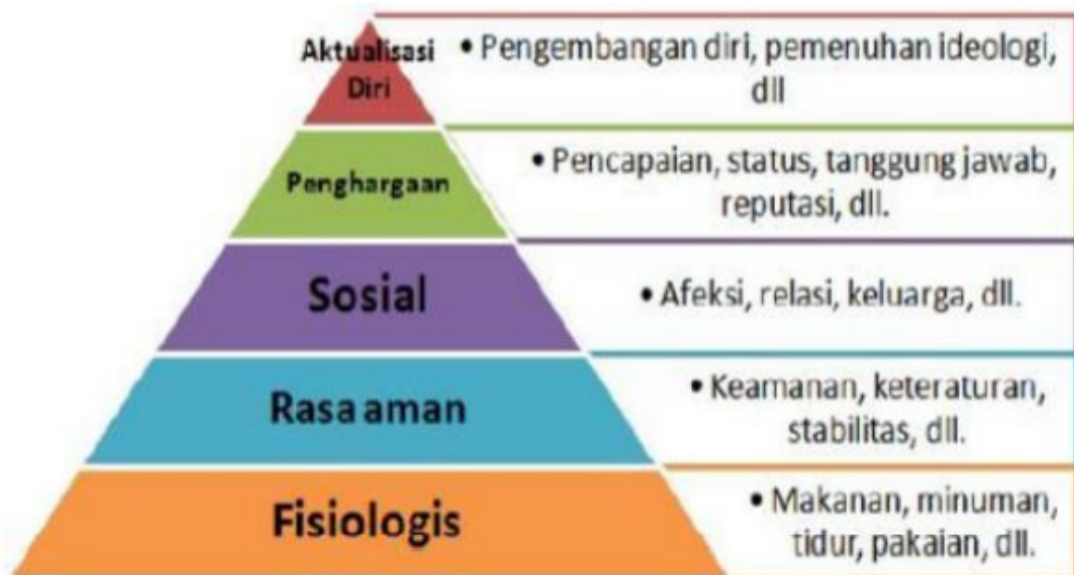 Aktualisasi
Diri
• Pengembangan diri, pemenuhan ideologi,
dll
Penghargaan
• Pencapaian, status, tanggung jawab,
reputasi, dll.
Sosial
• Afeksi, relasi, keluarga, dll.
Rasa aman
• Keamanan, keteraturan,
stabilitas, dll.
Fisiologis
• Makanan, minuman,
tidur, pakaian, dll.